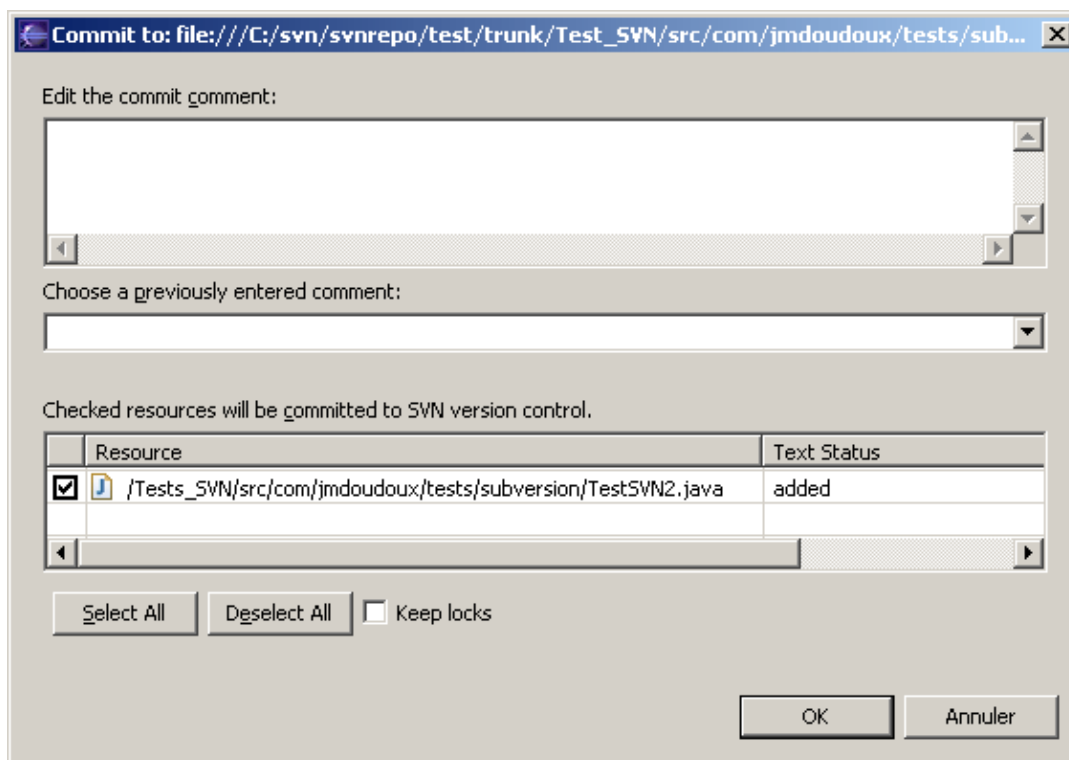 Commit to: file:///C:/svn/svnrepo/test/trunk/Test_SVN/src/com/jmdoudoux/tests/sub...
Edit the commit comment:
Choose a previously entered comment:
Checked resources will be committed to SVN version control.
Resource Text Status
/Tests_SVN/src/com/jmdoudoux/tests/subversion/TestSVN2.java added
Select All Deselect All Keep locks
OK Annuler